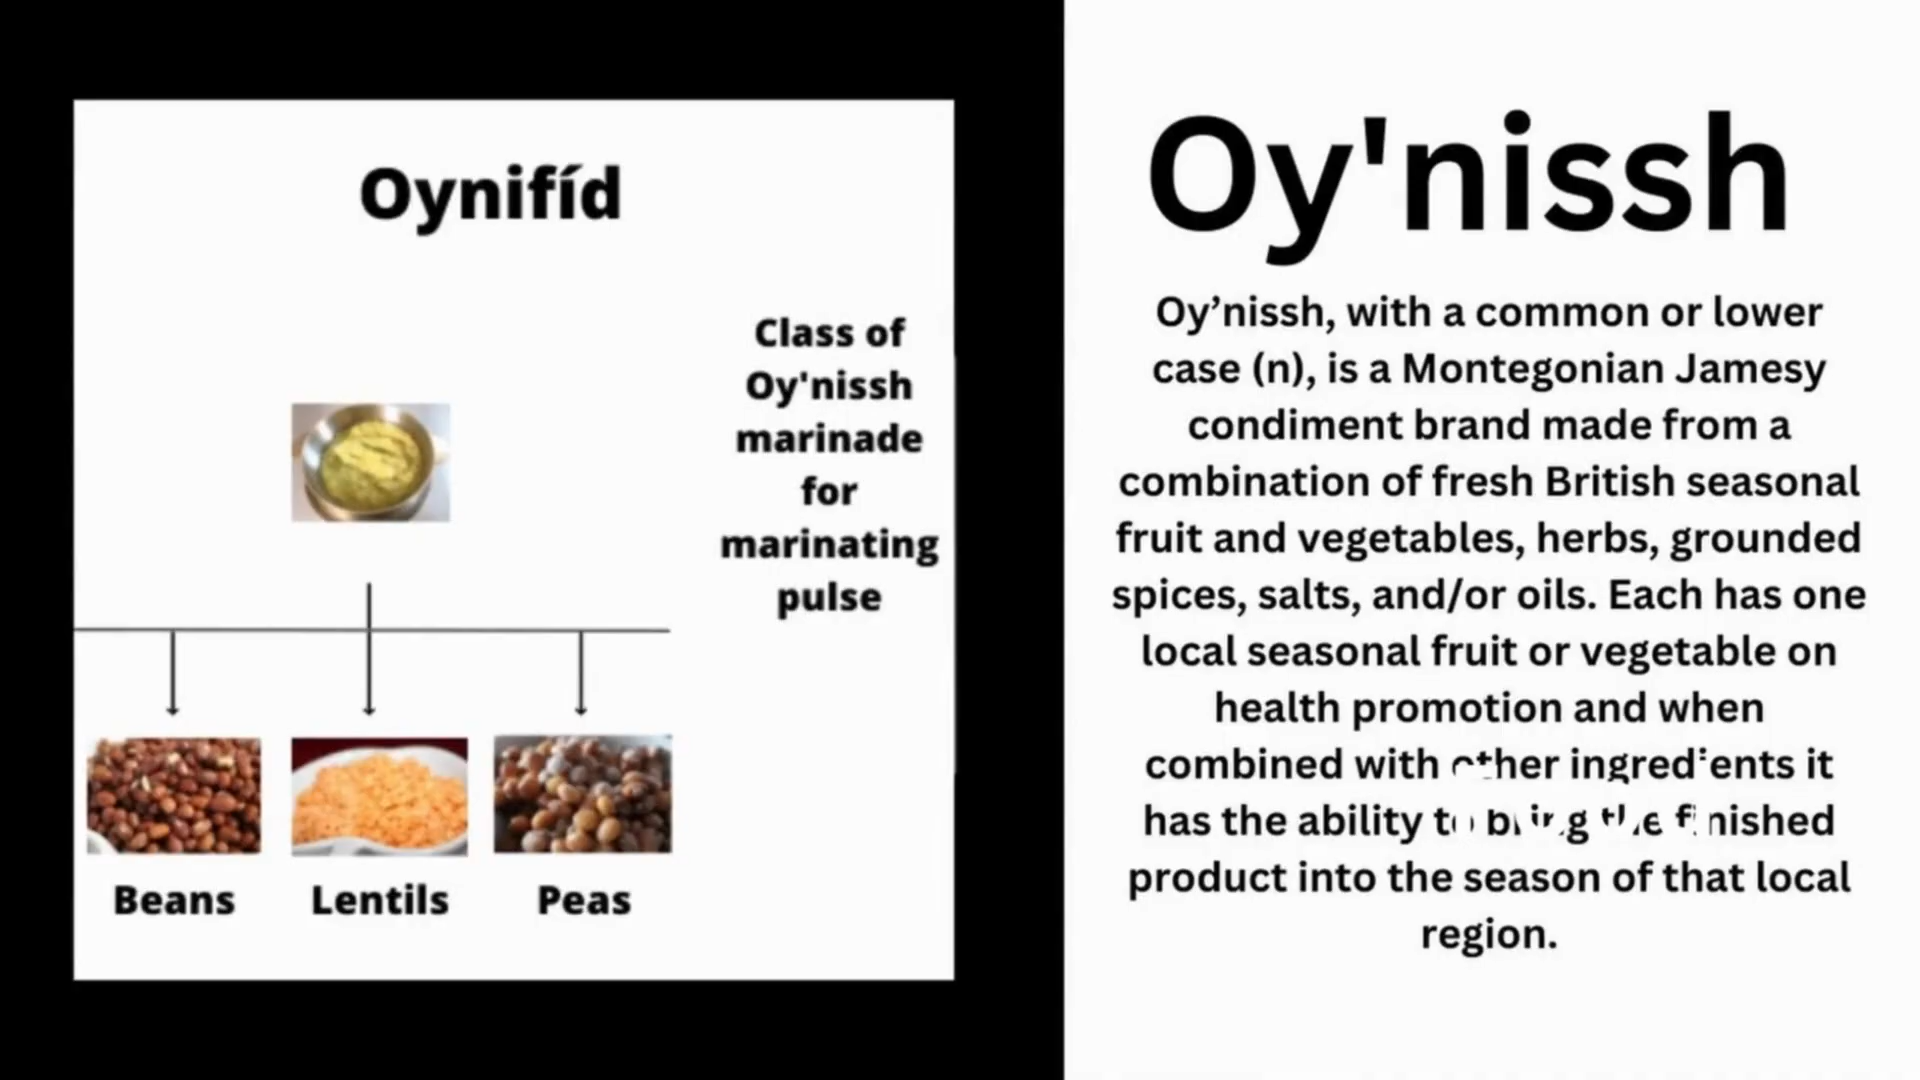 Oynifíd
Class of
Oy'nissh
marinade
for
marinating
pulse
Beans
Lentils
Peas
Oy'nissh
Oy’nissh, with a common or lower
case (n), is a Montegonian Jamesy
condiment brand made from a
combination of fresh British seasonal
fruit and vegetables, herbs, grounded
spices, salts, and/or oils. Each has one
local seasonal fruit or vegetable on
health promotion and when
combined with other ingredients it
has the ability to bring the finished
product into the season of that local
region.